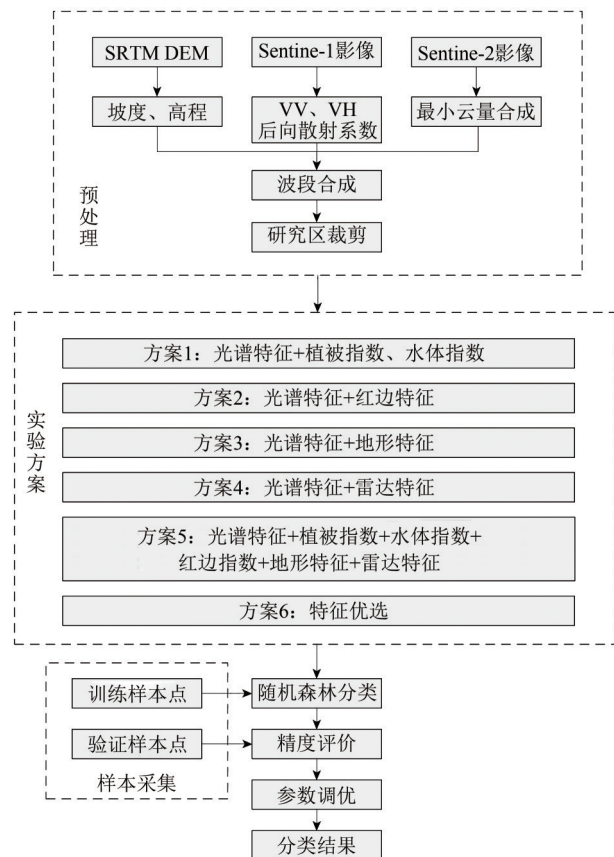 SRTM DEM
Sentine-1影像
Sentine-2影像
坡度、高程
VV、VH
后向散射系数
最小云量合成
波段合成
研究区裁剪
预处理
方案1：光谱特征+植被指数、水体指数
方案2：光谱特征+红边特征
方案3：光谱特征+地形特征
方案4：光谱特征+雷达特征
方案5：光谱特征+植被指数+水体指数+
红边指数+地形特征+雷达特征
方案6：特征优选
实验方案
训练样本点
随机森林分类
验证样本点
精度评价
样本采集
参数调优
分类结果